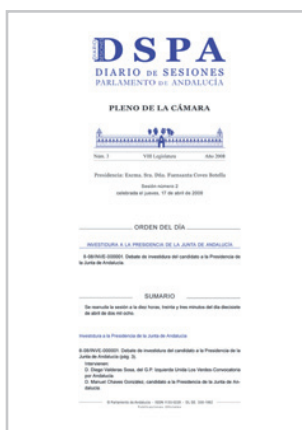 DIARIO
DSPA
DIARIO DE SESIONES
PARLAMENTO DE ANDALUCÍA
PLENO DE LA CÁMARA
Núm. 3 VIII Legislatura Año 2008
Presidencia: Excma. Sra. Dña. Fuensanta Coves Botella
Sesión número 2
celebrada el jueves, 17 de abril de 2008
ORDEN DEL DÍA
INVESTIDURA A LA PRESIDENCIA DE LA JUNTA DE ANDALUCÍA
8-08/INVE-000001. Debate de investidura del candidato a la Presidencia de
la Junta de Andalucía.
SUMARIO
Se reanuda la sesión a la diez horas, treinta y tres minutos del día diecisiete
de abril de dos mil ocho.
Investidura a la Presidencia de la Junta de Andalucía
8-08/INVE-000001. Debate de investidura del candidato a la Presidencia de la
Junta de Andalucía (pág. 3).
Intervienen:
D. Diego Valderas Sosa, del G.P. Izquierda Unida Los Verdes-Convocatoria
por Andalucía.
D. Manuel Chaves González, candidato a la Presidencia de la Junta de An-
dalucía.